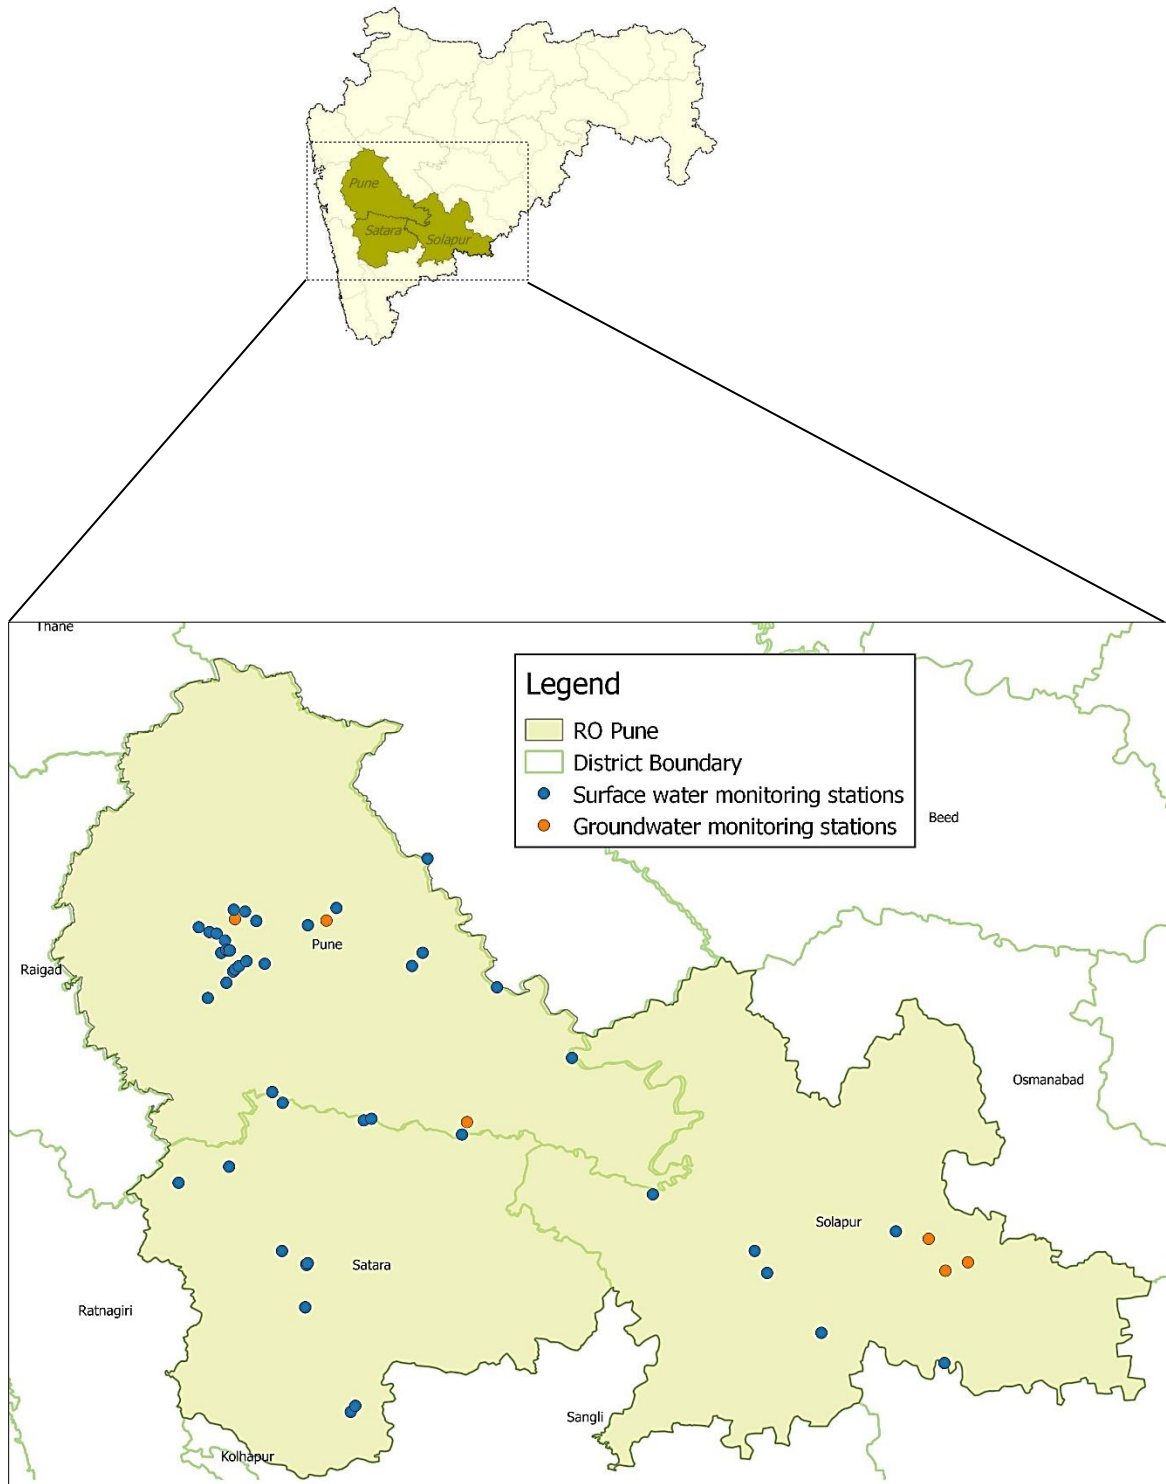 Pune
Satara
Solapur
Thane
Legend
RO Pune
District Boundary
Surface water monitoring stations
Groundwater monitoring stations
Beed
Pune
Raigad
Osmanabad
Solapur
Satara
Ratnagiri
Sangli
Kolhapur